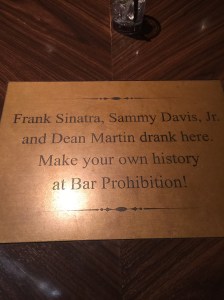 Frank Sinatra, Sammy Davis, Jr.
and Dean Martin drank here.
Make your own history
at Bar Prohibition!